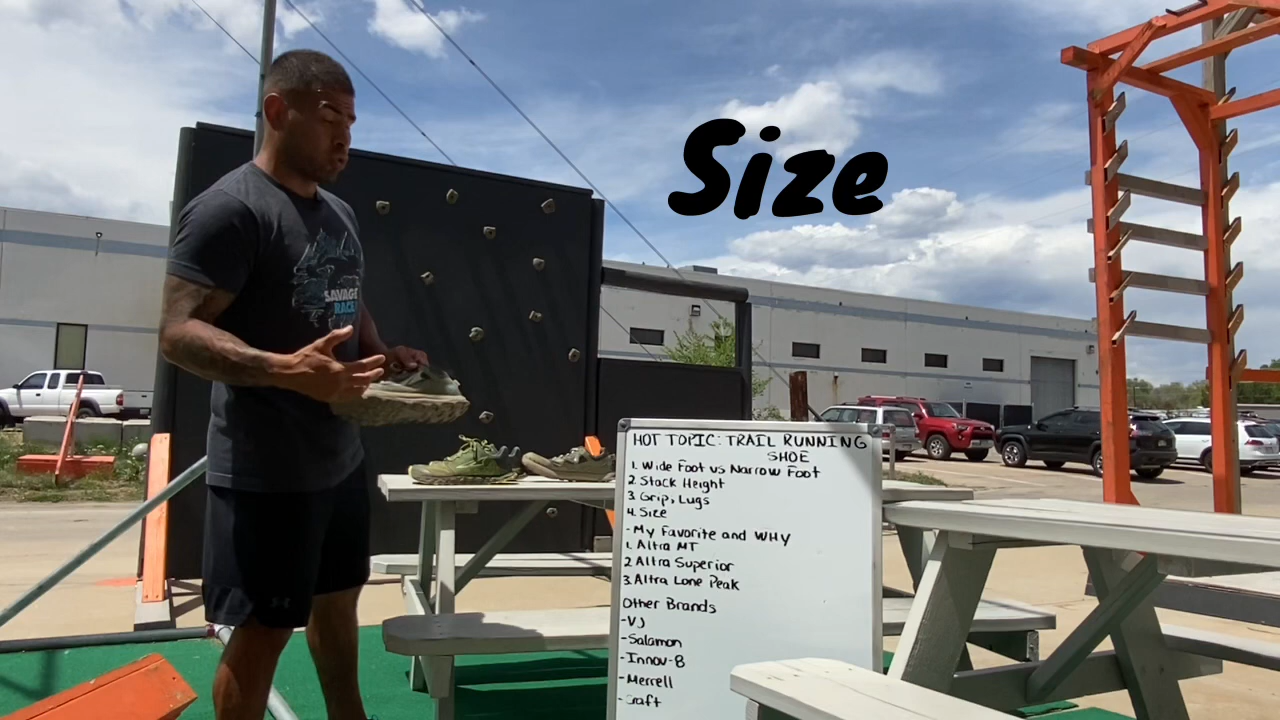 Size
SAVAGE
RACE
HOT TOPIC: TRAIL RUNNING
SHOE
1. Wide Foot vs Narrow Foot
2. Stack Height
3. Grip, Lugs
4. Size
- My Favorite and WHY
1. Altra MT
2 Altra Superior
3. Altra Lone Peak
Other Brands
- VJ
- Salamon
- Innov-8
- Merrell
- Craft